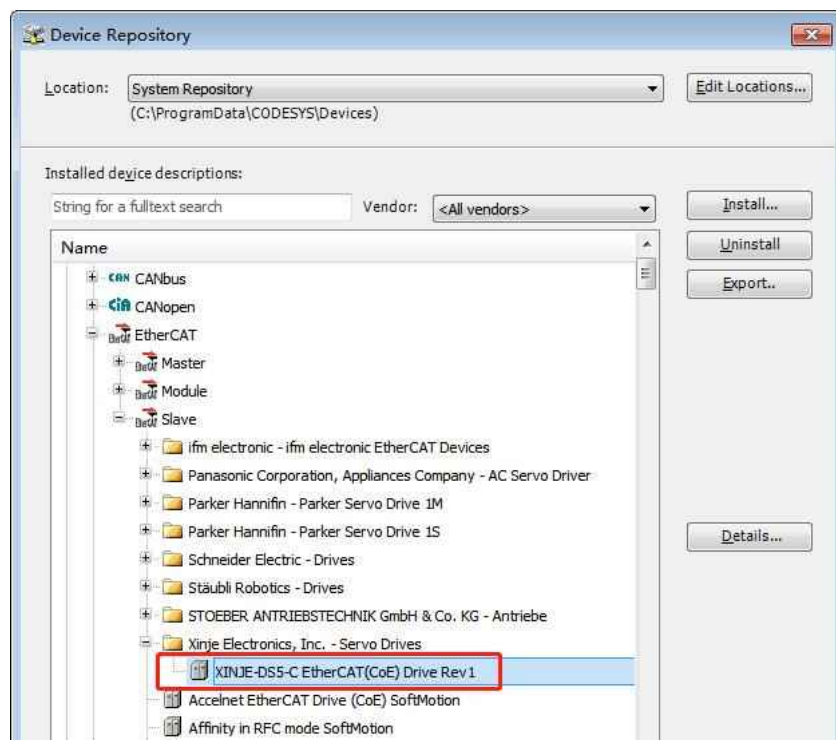 Device Repository
Location: System Repository Edit Locations...
(C:\ProgramData\CODESYS\Devices)
Installed device descriptions:
String for a fulltext search Vendor: <All vendors> Install...
Name Uninstall
CAN CANbus Export..
CiA CANopen
EtherCAT
Master
Module
Slave
ifm electronic - ifm electronic EtherCAT Devices
Panasonic Corporation, Appliances Company - AC Servo Driver
Parker Hannifin - Parker Servo Drive 1M
Parker Hannifin - Parker Servo Drive 1S
Details...
Schneider Electric - Drives
Stäubli Robotics - Drives
STOEBER ANTRIEBSTECHNIK GmbH & Co. KG - Antriebe
Xinje Electronics, Inc. - Servo Drives
XINJE-DS5-C EtherCAT(CoE) Drive Rev1
Accelnet EtherCAT Drive (CoE) SoftMotion
Affinity in RFC mode SoftMotion